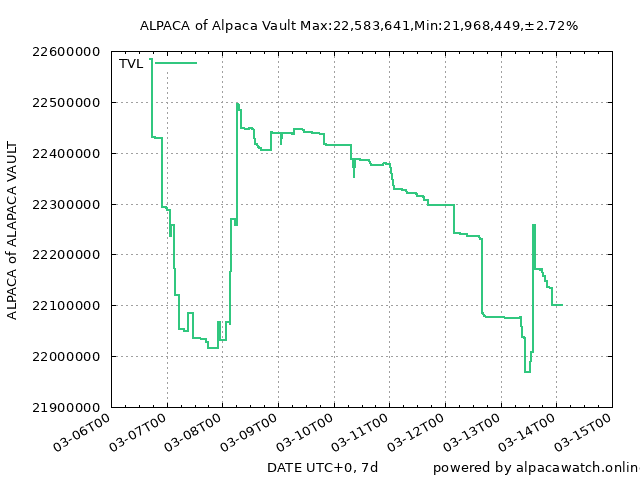 ALPACA of Alpaca Vault Max:22,583,641,Min:21,968,449,±2.72%
22600000
TVL
22500000
22400000
22300000
22200000
22100000
22000000
21900000
ALPACA of ALAPACA VAULT
03-06T00
03-07T00
03-08T00
03-09T00
03-10T00
03-11T00
03-12T00
03-13T00
03-14T00
03-15T00
DATE UTC+0, 7d
powered by alpacawatch.onlin